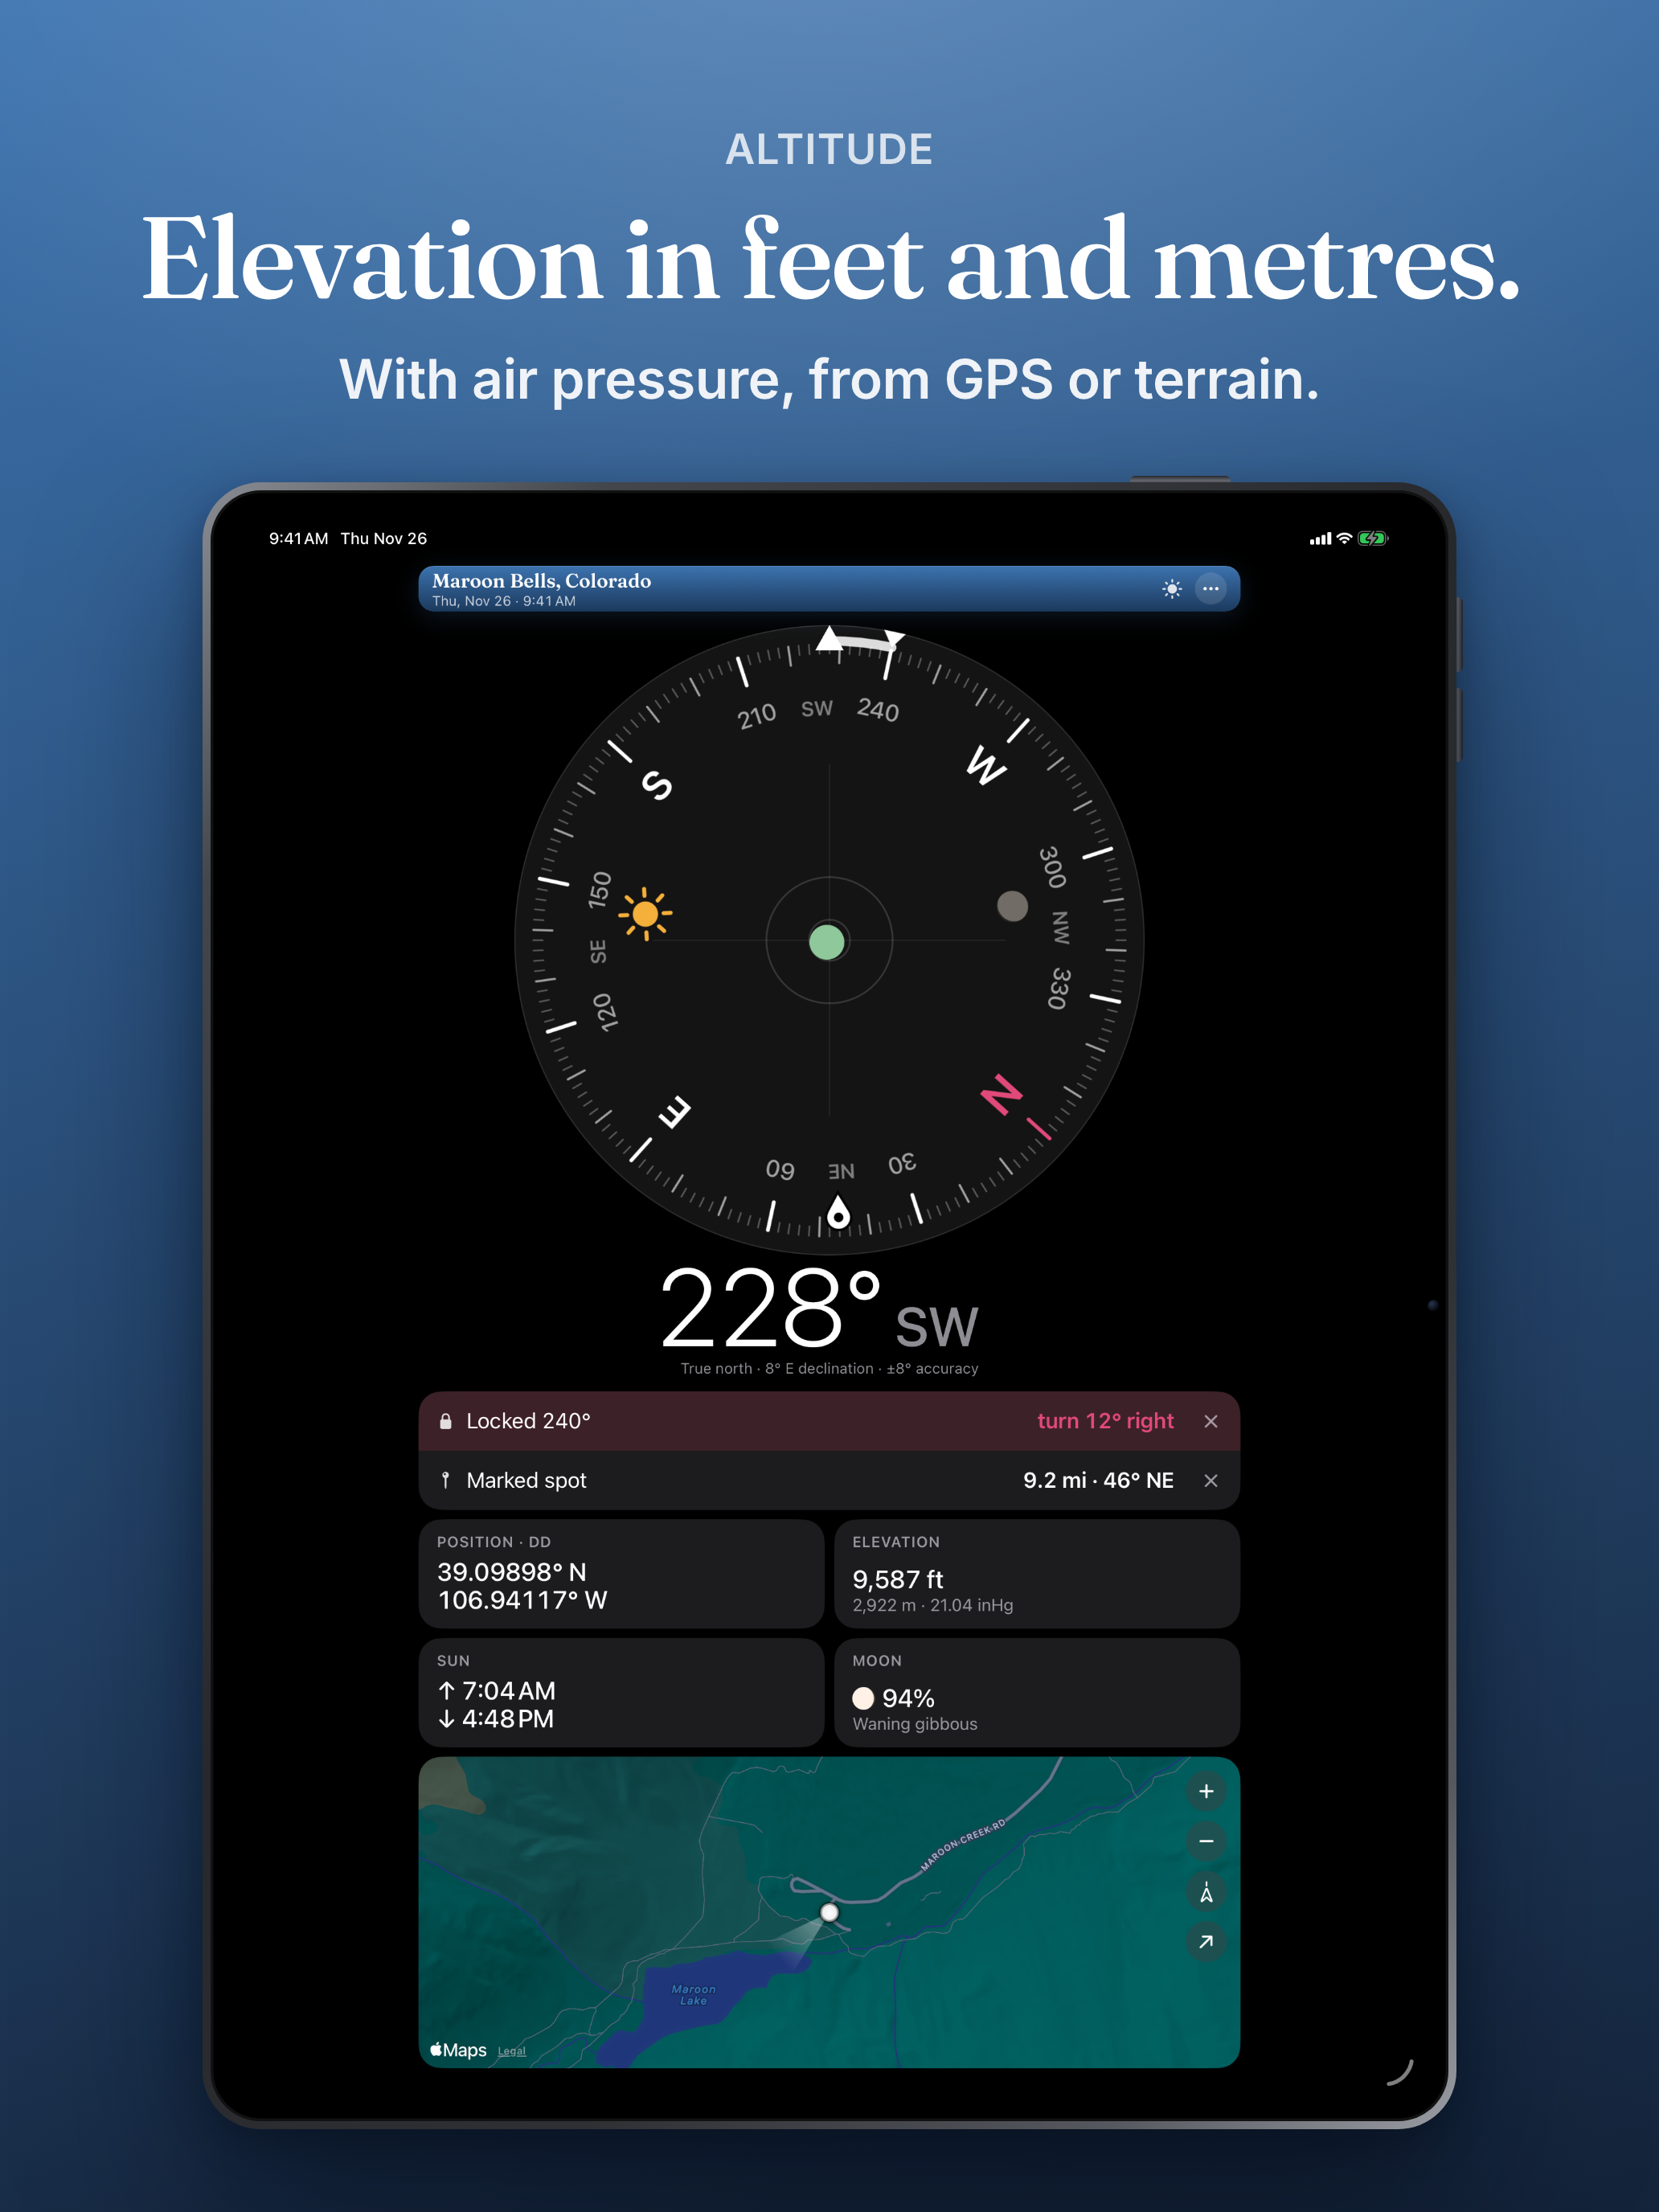 ALTITUDE
Elevation in feet and metres.
With air pressure, from GPS or terrain.
9:41 AM Thu Nov 26
Maroon Bells, Colorado
Thu, Nov 26 · 9:41 AM
210 SW 240
S W
150 300
SE NW
120 330
E N
60 NE 30
228° SW
True north · 8° E declination · ±8° accuracy
Locked 240° turn 12° right
Marked spot 9.2 mi · 46° NE
POSITION · DD
39.09898° N
106.94117° W
ELEVATION
9,587 ft
2,922 m · 21.04 inHg
SUN
↑ 7:04 AM
↓ 4:48 PM
MOON
94%
Waning gibbous
MAROON CREEK RD
Maroon
Lake
Maps Legal